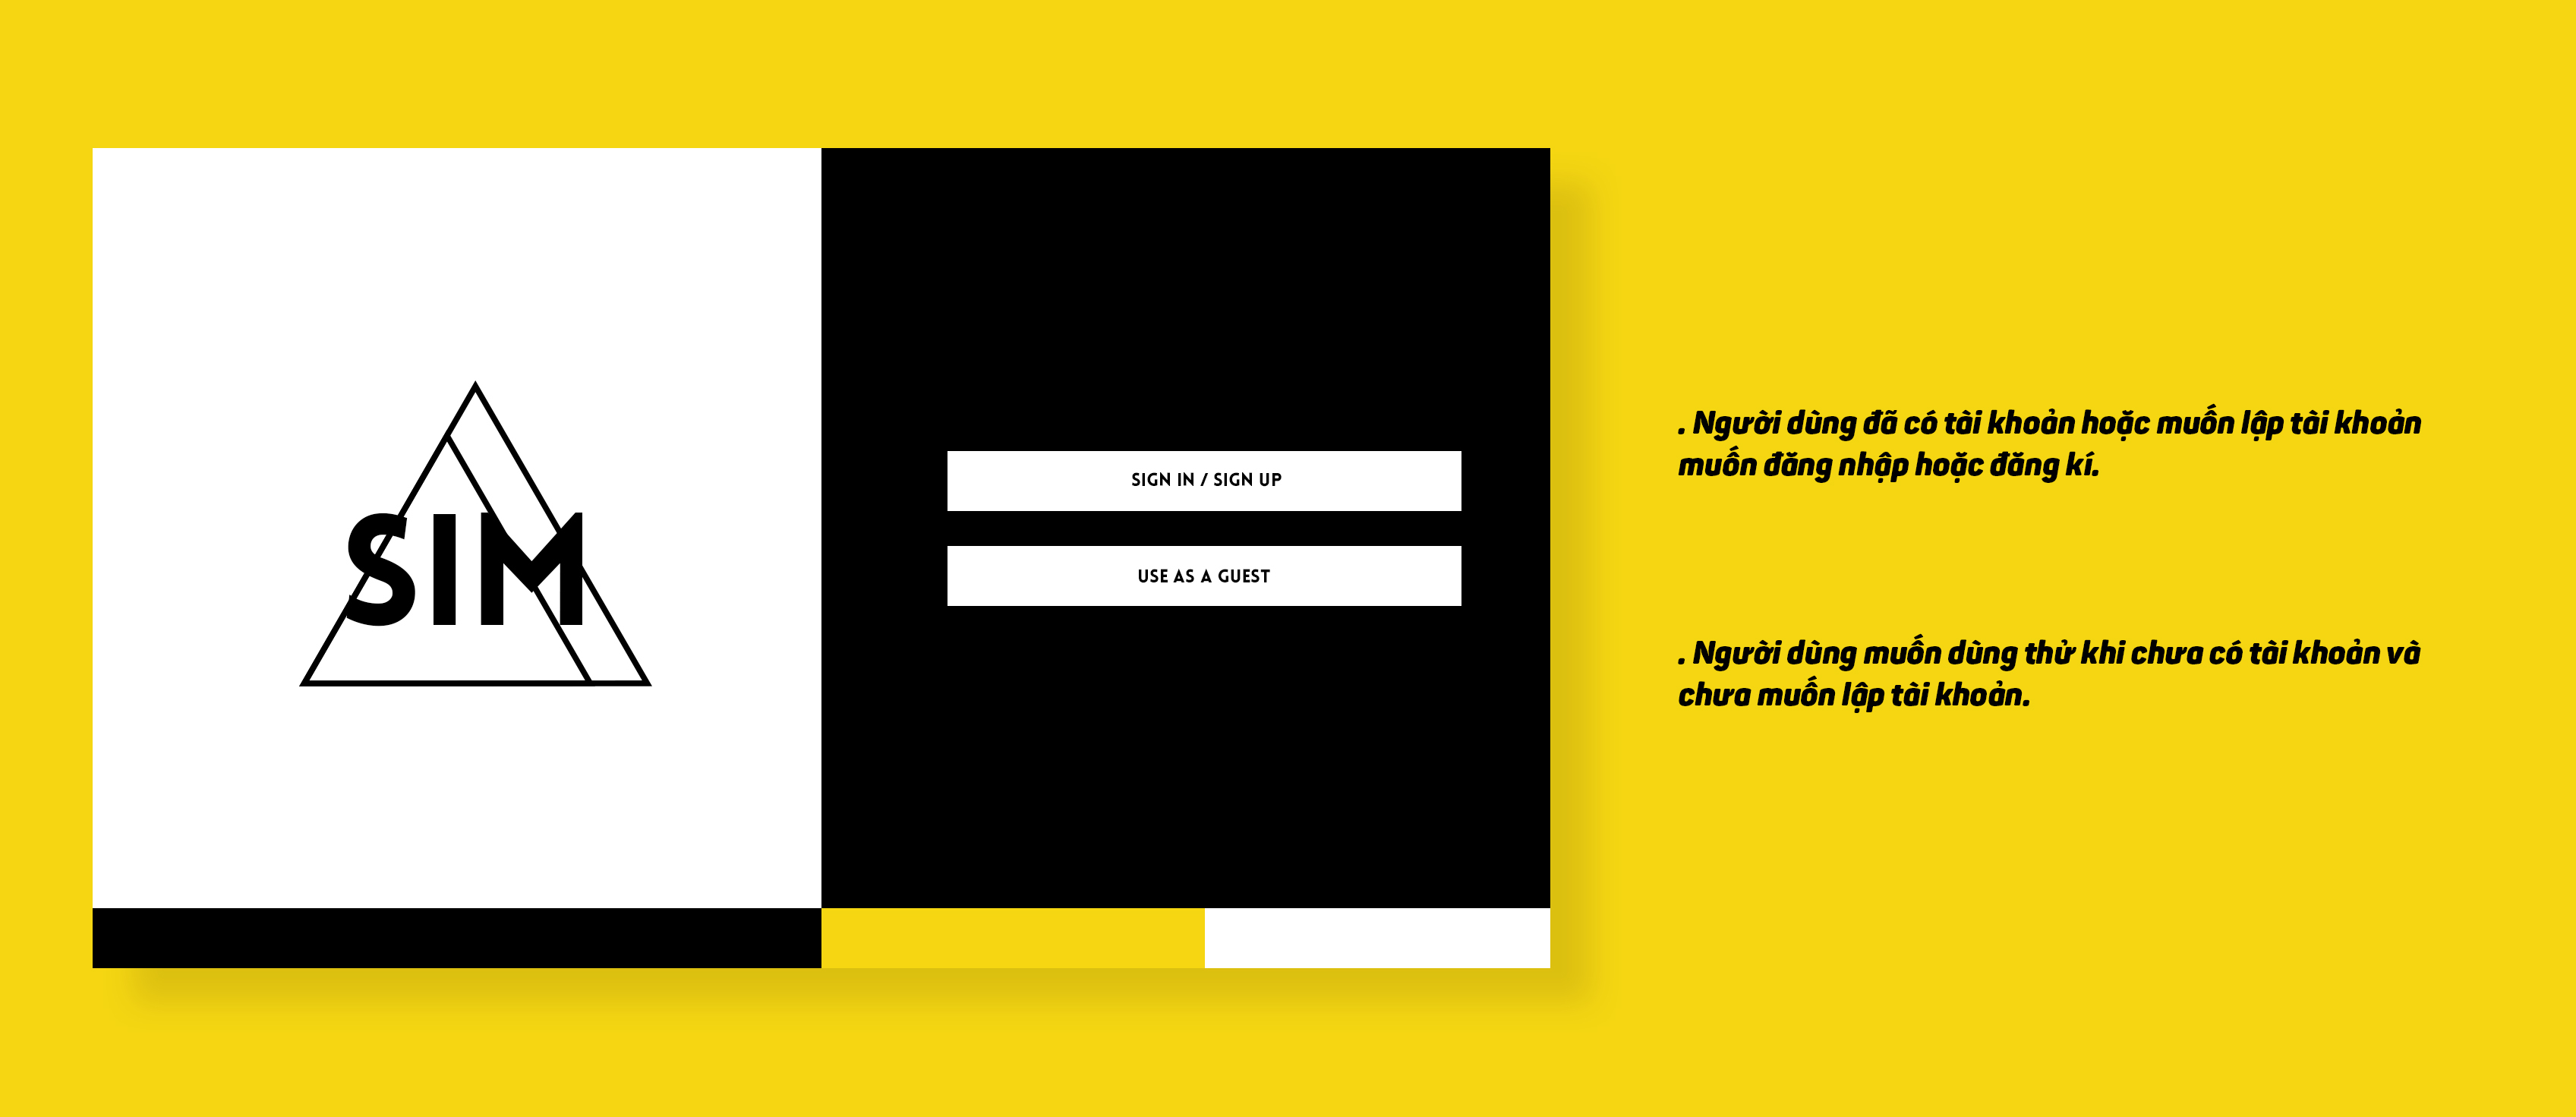 SIM
SIGN IN / SIGN UP
USE AS A GUEST
. Người dùng đã có tài khoản hoặc muốn lập tài khoản
muốn đăng nhập hoặc đăng kí.
. Người dùng muốn dùng thử khi chưa có tài khoản và
chưa muốn lập tài khoản.